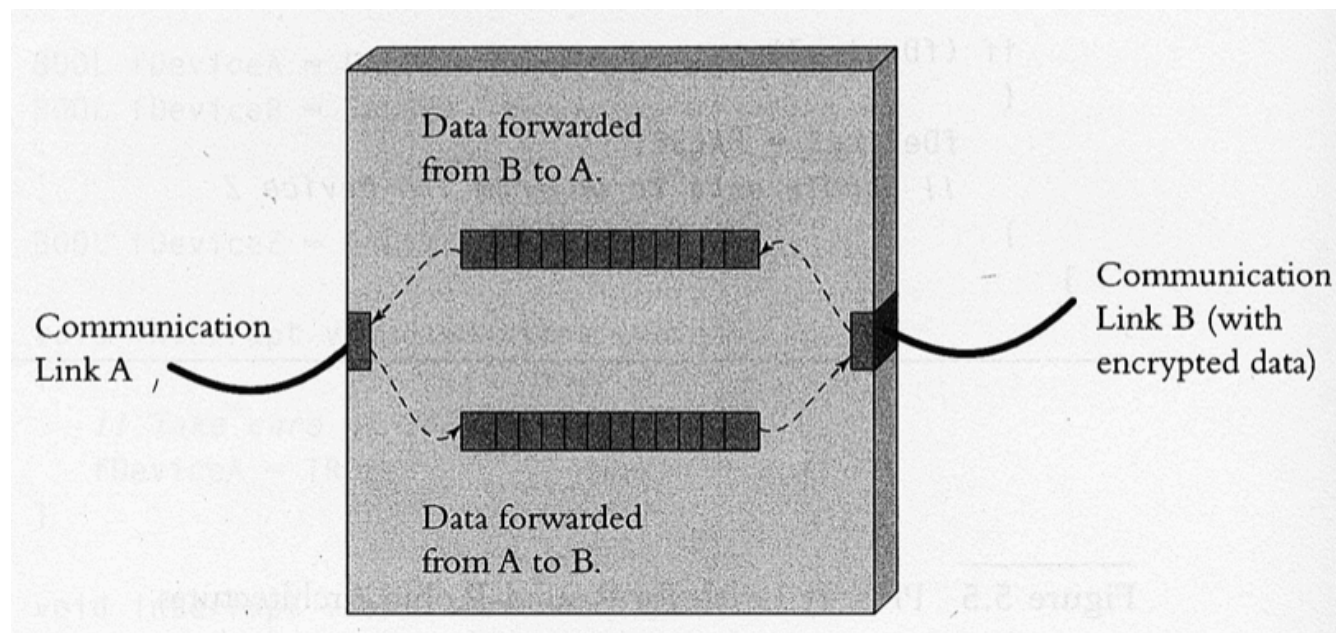 Data forwarded
from B to A.
Communication
Link B (with
encrypted data)
Communication
Link A
Data forwarded
from A to B.